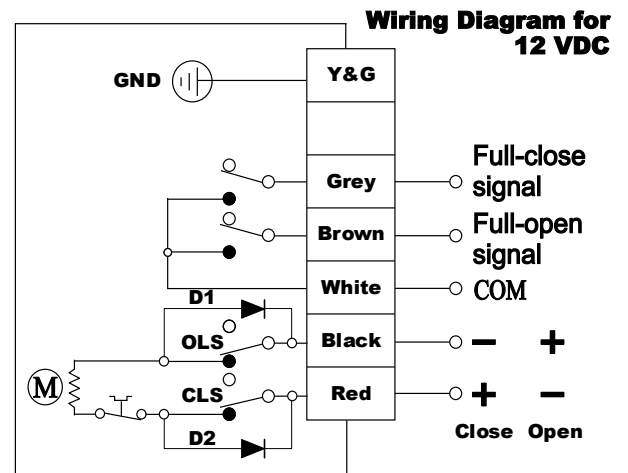 Wiring Diagram for
12 VDC
GND
Y&G
Grey
Full-close
signal
Brown
Full-open
signal
White
COM
D1
OLS
Black
− +
M
CLS
Red
+ −
D2
Close Open